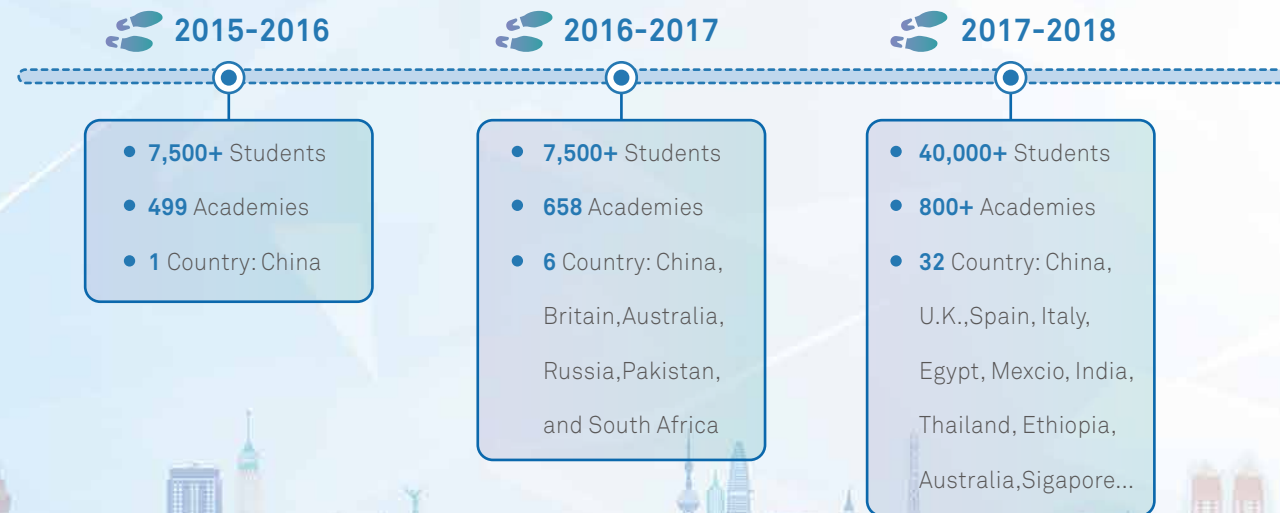 2015-2016
7,500+ Students
499 Academies
1 Country: China
2016-2017
7,500+ Students
658 Academies
6 Country: China,
Britain,Australia,
Russia,Pakistan,
and South Africa
2017-2018
40,000+ Students
800+ Academies
32 Country: China,
U.K.,Spain, Italy,
Egypt, Mexcio, India,
Thailand, Ethiopia,
Australia,Sigapore...